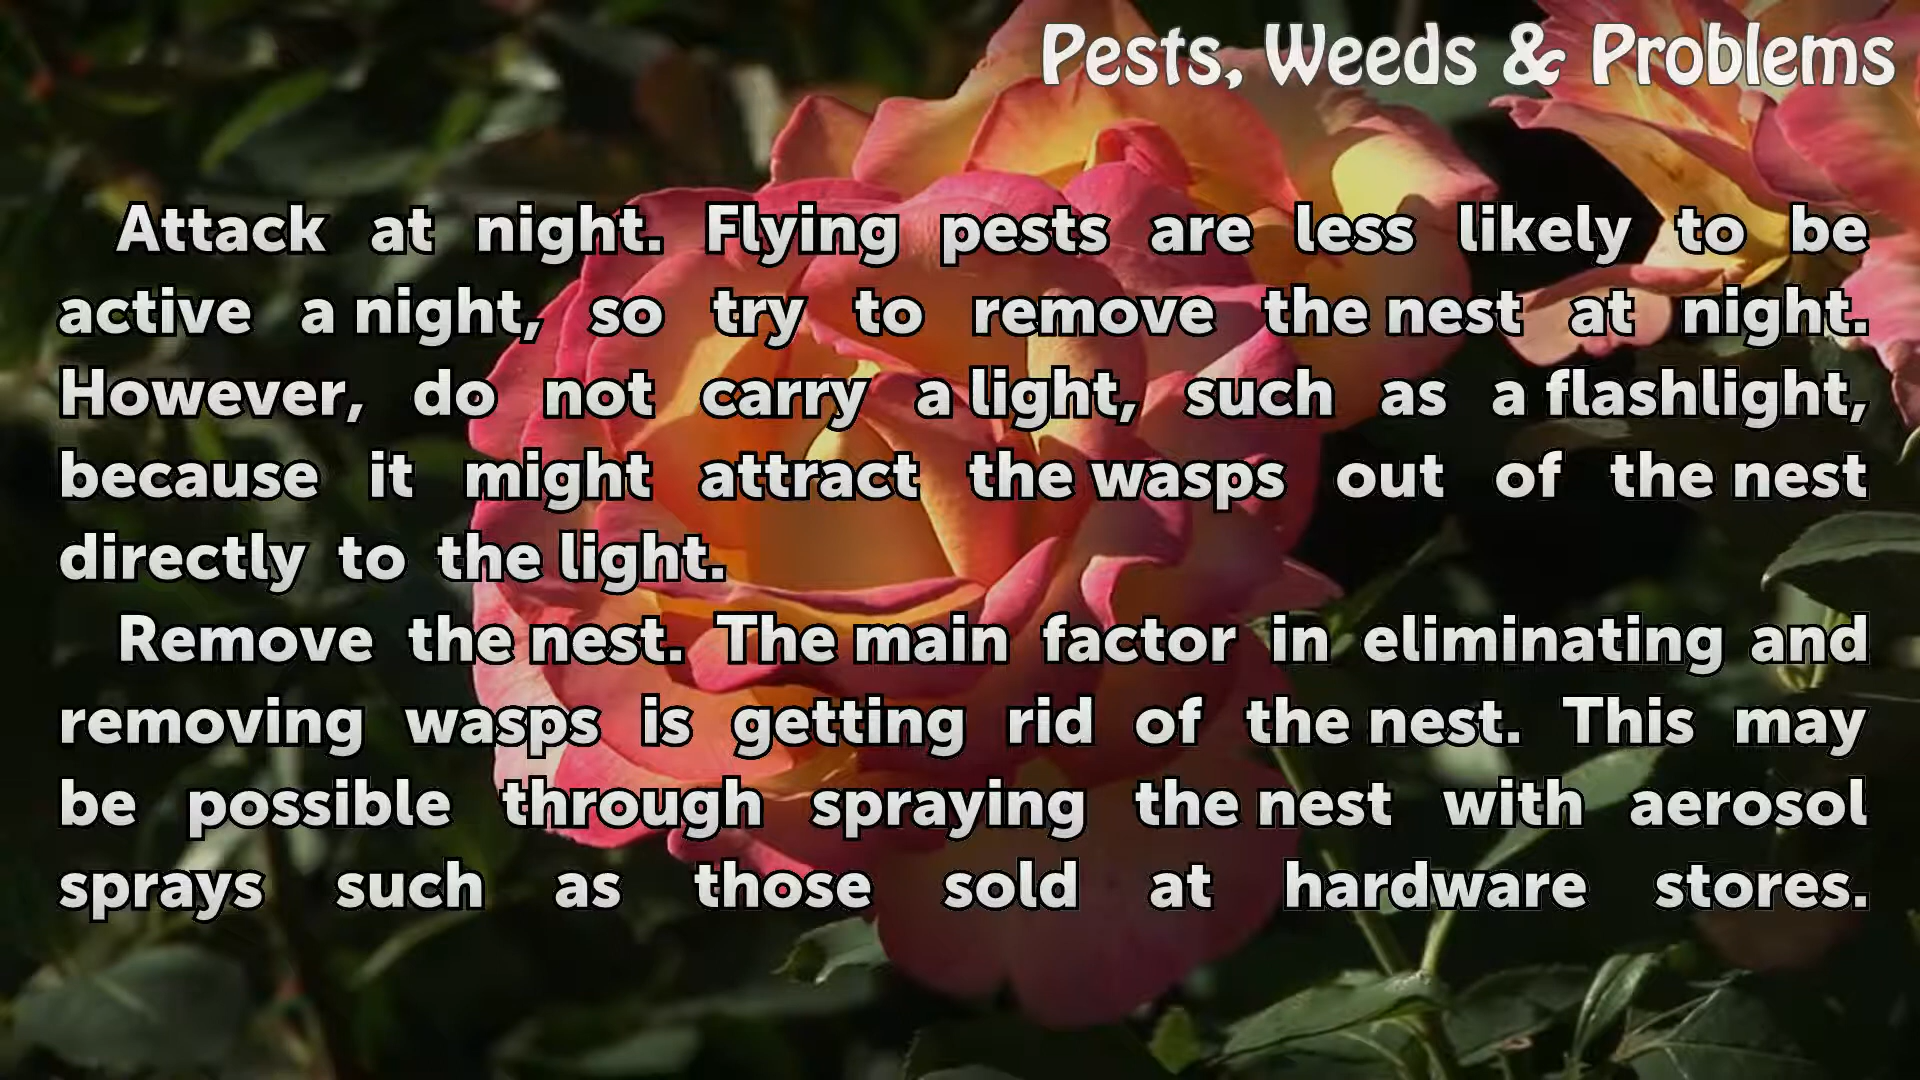 Pests, Weeds & Problems
Attack at night. Flying pests are less likely to be
active a night, so try to remove the nest at night.
However, do not carry a light, such as a flashlight,
because it might attract the wasps out of the nest
directly to the light.
Remove the nest. The main factor in eliminating and
removing wasps is getting rid of the nest. This may
be possible through spraying the nest with aerosol
sprays such as those sold at hardware stores.